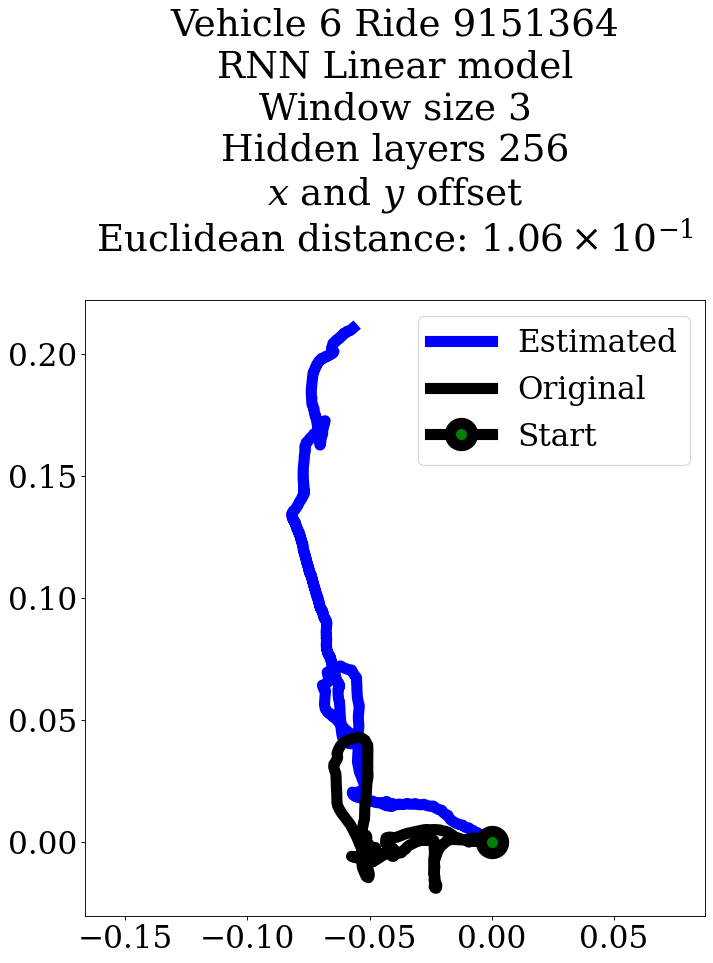 Vehicle 6 Ride 9151364
RNN Linear model
Window size 3
Hidden layers 256
x and y offset
Euclidean distance: 1.06 × 10⁻¹
Estimated
Original
Start
0.20
0.15
0.10
0.05
0.00
−0.15 −0.10 −0.05 0.00 0.05